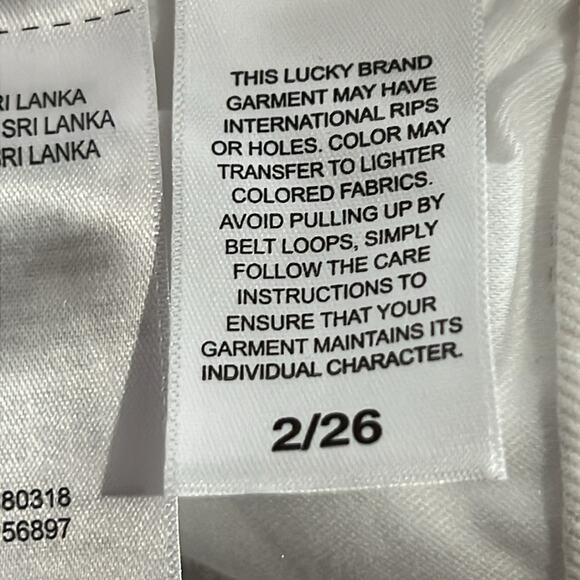 RI LANKA
SRI LANKA
RI LANKA
80318
56897
THIS LUCKY BRAND
GARMENT MAY HAVE
INTERNATIONAL RIPS
OR HOLES. COLOR MAY
TRANSFER TO LIGHTER
COLORED FABRICS.
AVOID PULLING UP BY
BELT LOOPS, SIMPLY
FOLLOW THE CARE
INSTRUCTIONS TO
ENSURE THAT YOUR
GARMENT MAINTAINS ITS
INDIVIDUAL CHARACTER.
2/26